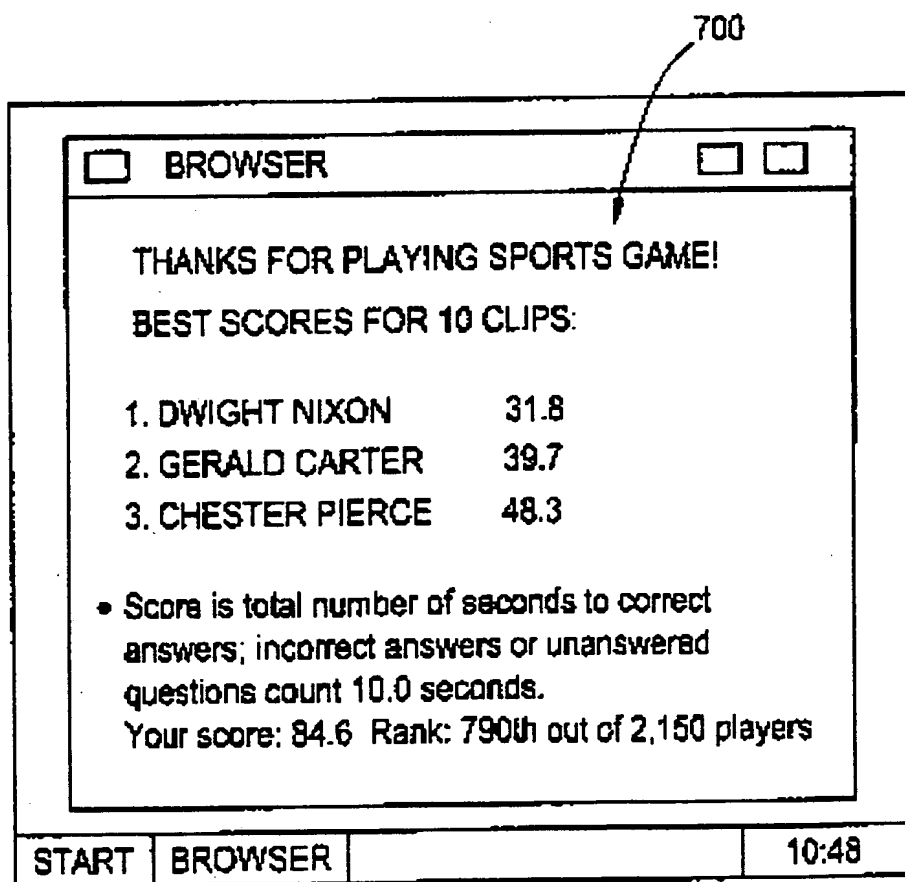 700
BROWSER
THANKS FOR PLAYING SPORTS GAME!
BEST SCORES FOR 10 CLIPS:
1. DWIGHT NIXON 31.8
2. GERALD CARTER 39.7
3. CHESTER PIERCE 48.3
• Score is total number of seconds to correct
answers; incorrect answers or unanswered
questions count 10.0 seconds.
Your score: 84.6 Rank: 790th out of 2,150 players
START BROWSER 10:48